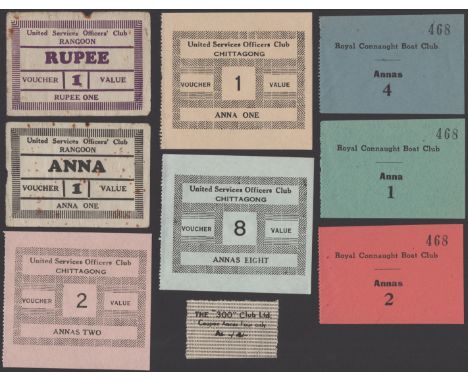 United Services Officers' Club
RANGOON
RUPEE
VOUCHER 1 VALUE
RUPEE ONE
United Services Officers' Club
RANGOON
ANNA
VOUCHER 1 VALUE
ANNA ONE
United Services Officers Club
CHITTAGONG
VOUCHER 2 VALUE
ANNAS TWO
United Services Officers Club
CHITTAGONG
VOUCHER 1 VALUE
ANNA ONE
United Services Officers Club
CHITTAGONG
VOUCHER 8 VALUE
ANNAS EIGHT
THE "300" Club Ltd.
Coupon Annas Four only
468
Royal Connaught Boat Club
Annas
4
468
Royal Connaught Boat Club
Anna
1
468
Royal Connaught Boat Club
Annas
2